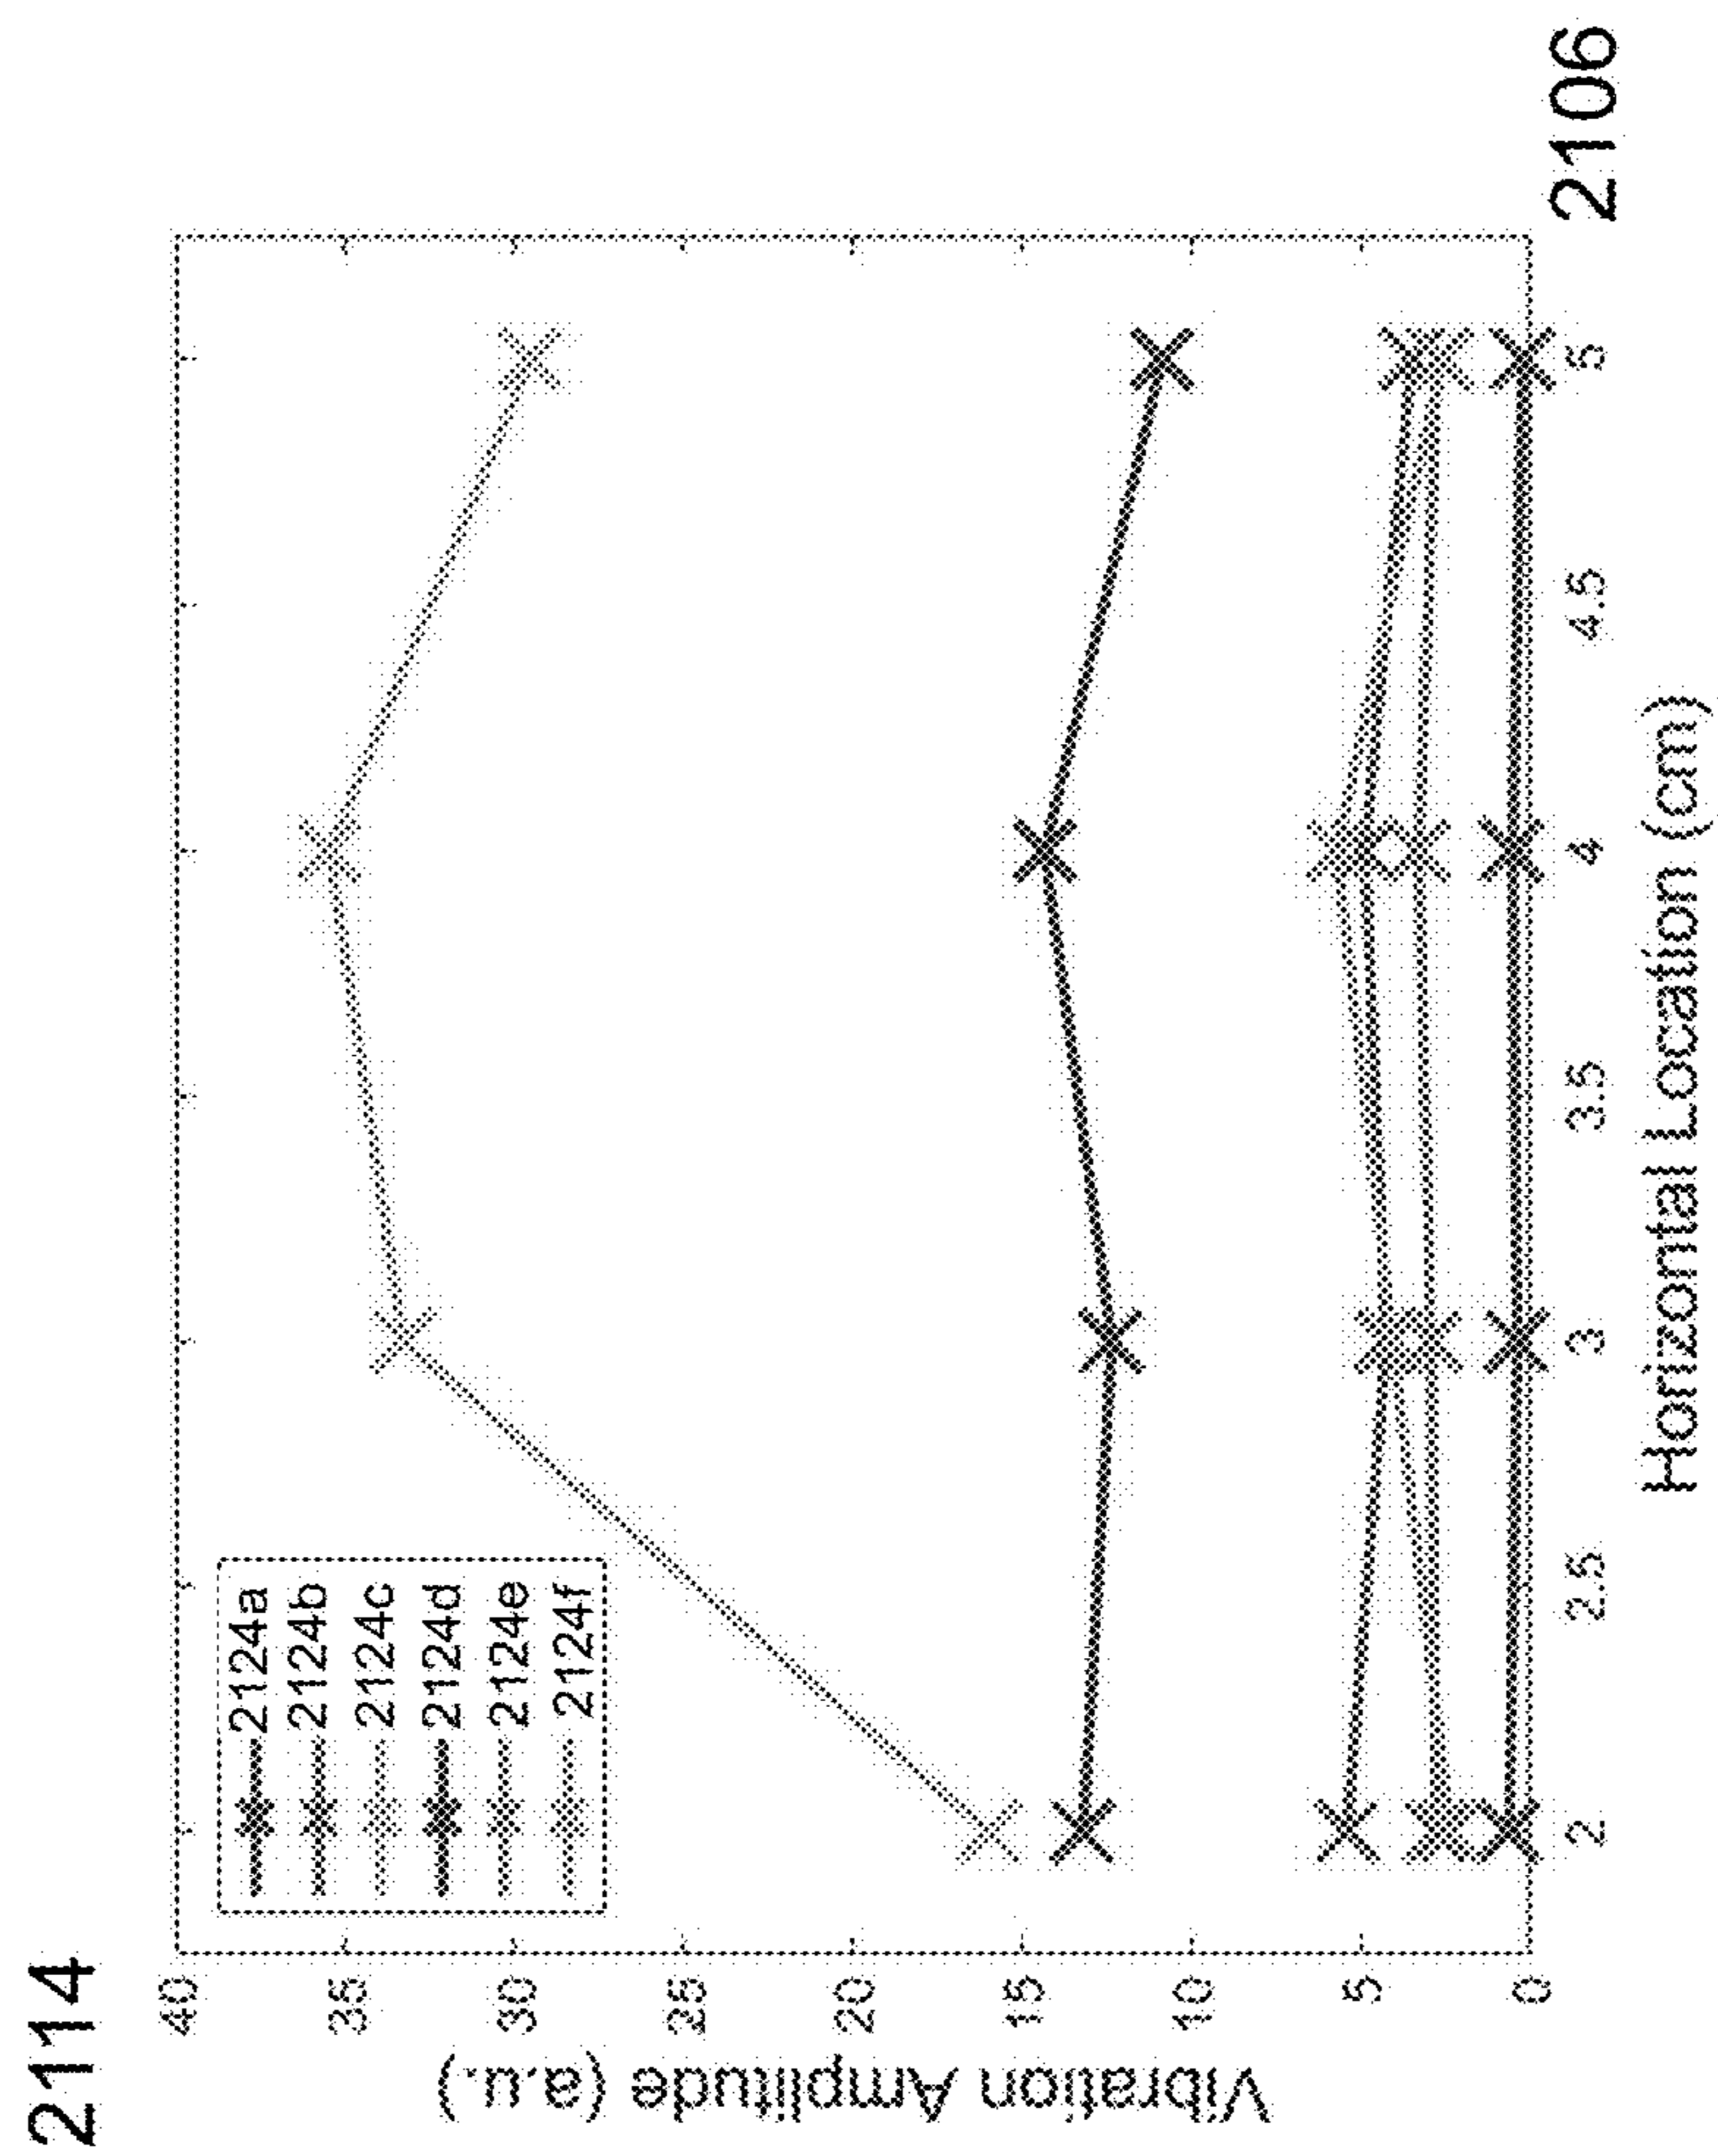 2114
Vibration Amplitude (a.u.)
40
35
30
25
20
15
10
5
0
2124a
2124b
2124c
2124d
2124e
2124f
2
2.5
3
3.5
4
4.5
5
Horizontal Location (cm)
2106